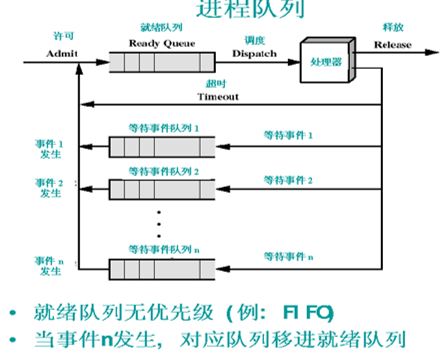 进程队列
许可
Admit
就绪队列
Ready Queue
调度
Dispatch
处理器
释放
Release
超时
Timeout
事件 1
发生
等待事件队列 1
等待事件 1
事件 2
发生
等待事件队列 2
等待事件 2
事件 n
发生
等待事件队列 n
等待事件 n
• 就绪队列无优先级（例：FIFO)
• 当事件n发生，对应队列移进就绪队列